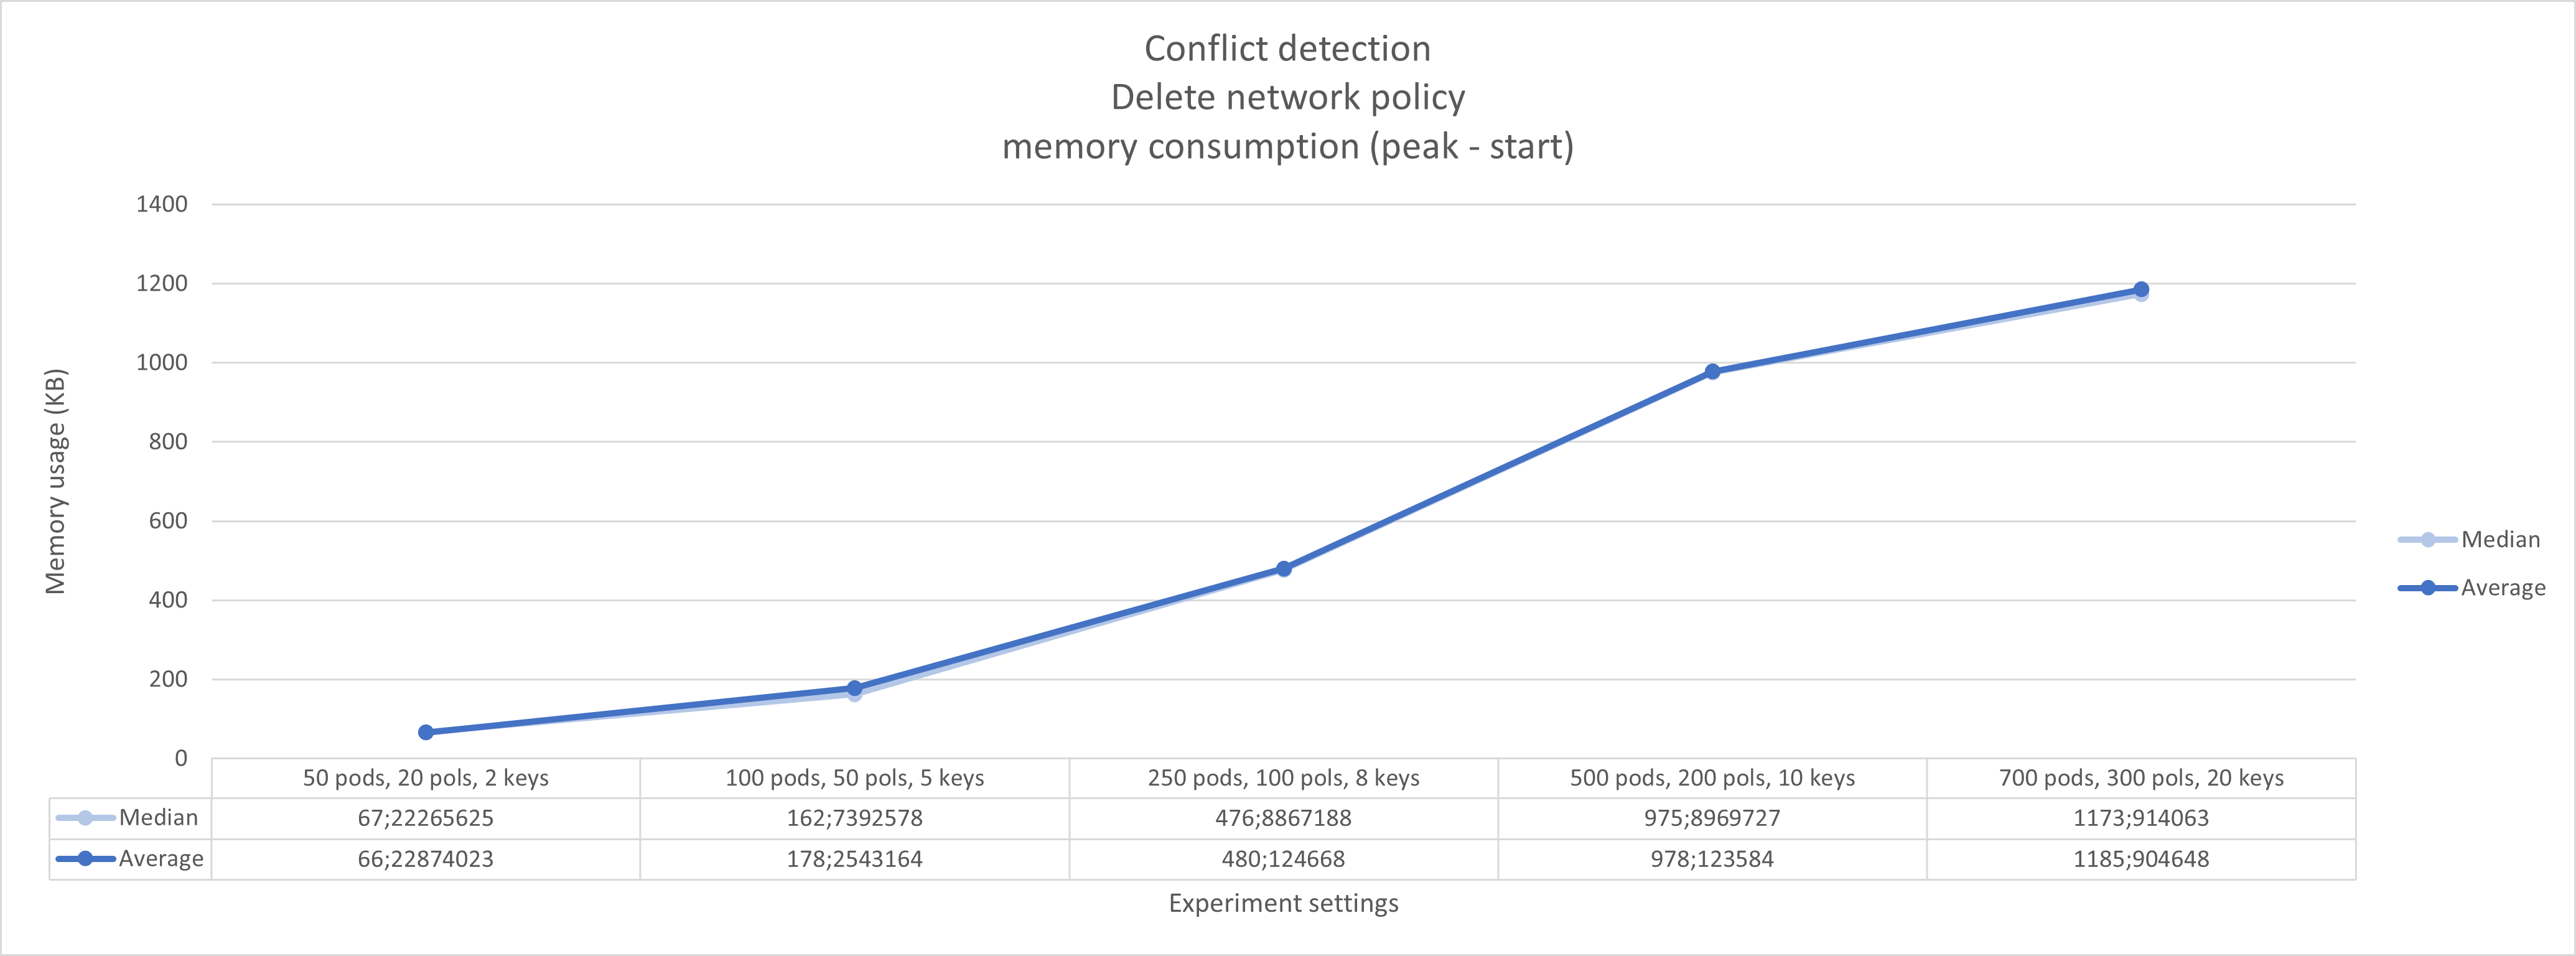 Conflict detection
Delete network policy
memory consumption (peak - start)
1400
1200
1000
800
600
400
200
0
Memory usage (KB)
50 pods, 20 pols, 2 keys 100 pods, 50 pols, 5 keys 250 pods, 100 pols, 8 keys 500 pods, 200 pols, 10 keys 700 pods, 300 pols, 20 keys
Median 67;22265625 162;7392578 476;8867188 975;8969727 1173;914063
Average 66;22874023 178;2543164 480;124668 978;123584 1185;904648
Experiment settings
Median
Average